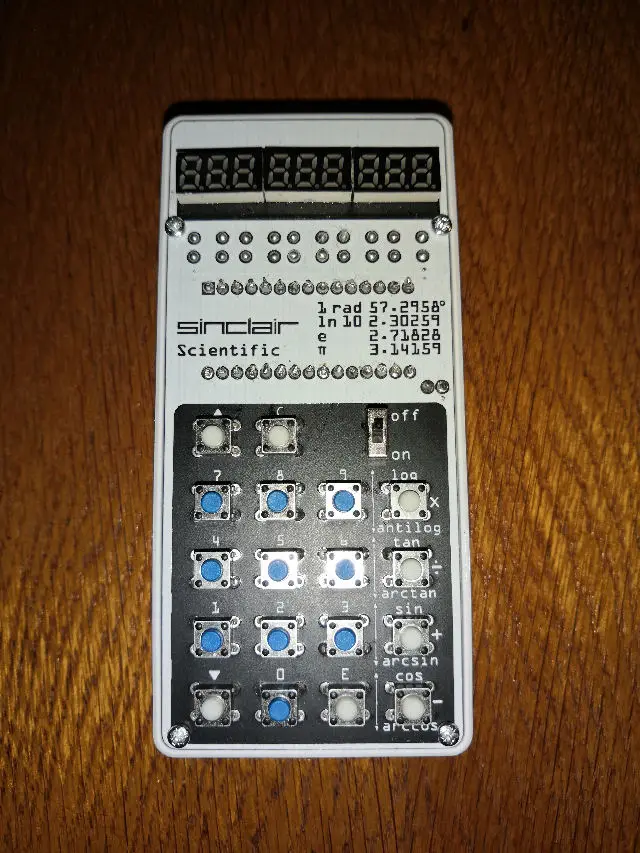 1 rad 57.2958°
ln 10 2.30259
e 2.71828
π 3.14159
sinclair
Scientific
off
on
▲ C
7 8 9 log
x
antilog
4 5 6 tan
÷
arctan
1 2 3 sin
+
arcsin
▼ 0 E cos
-
arccos